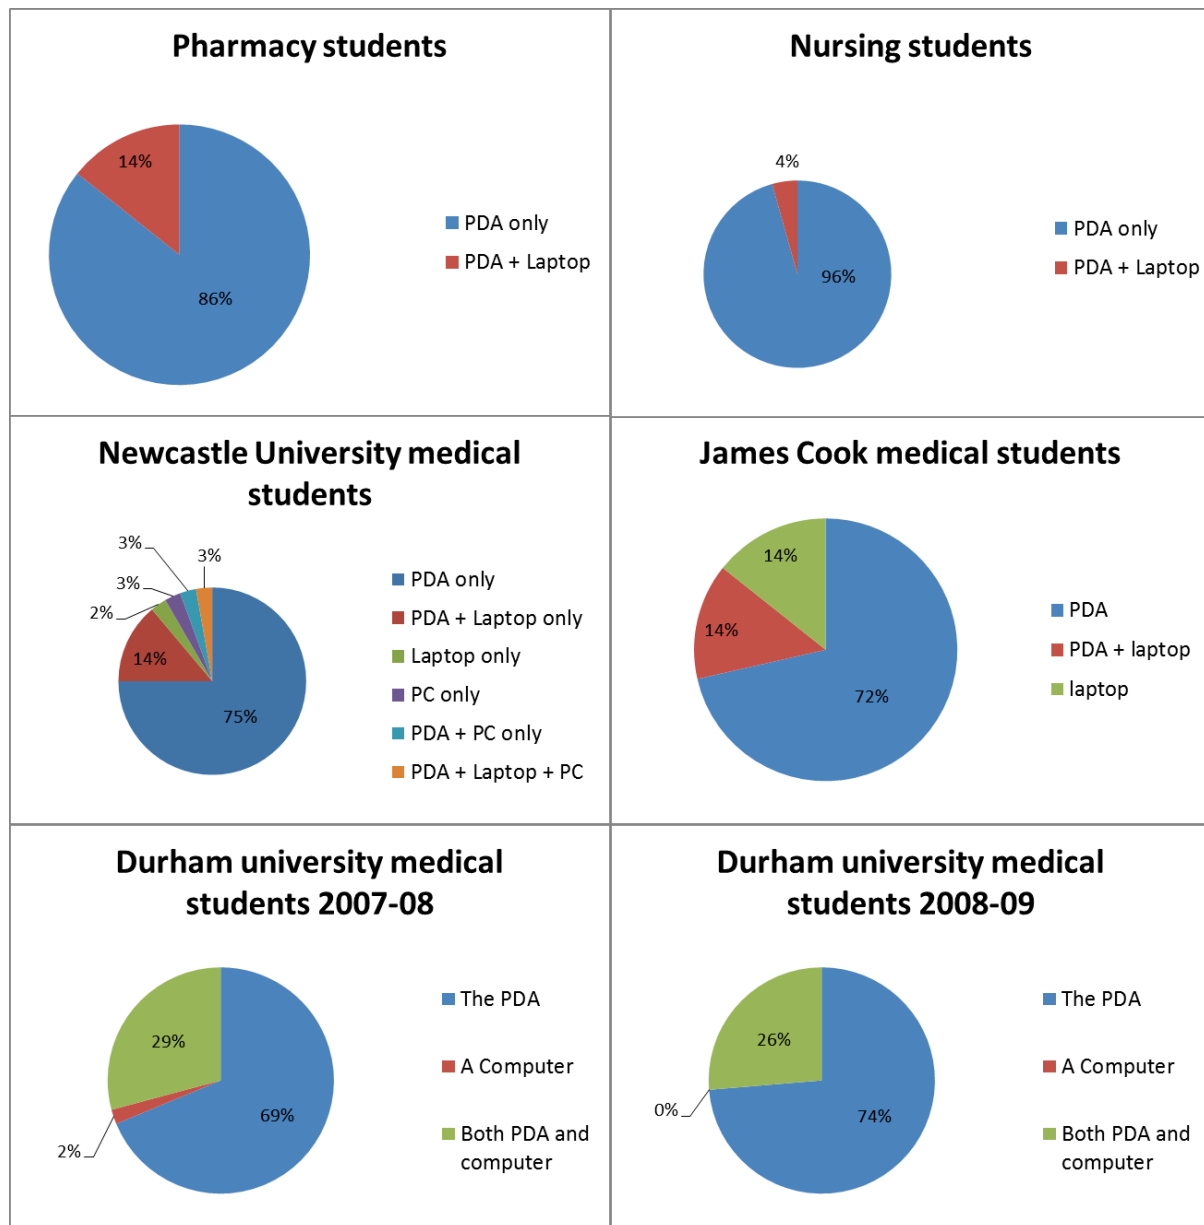 Pharmacy students
14%
86%
PDA only
PDA + Laptop
Nursing students
4%
96%
PDA only
PDA + Laptop
Newcastle University medical
students
3%
3%
3%
2%
14%
75%
PDA only
PDA + Laptop only
Laptop only
PC only
PDA + PC only
PDA + Laptop + PC
James Cook medical students
14%
14%
72%
PDA
PDA + laptop
laptop
Durham university medical
students 2007-08
29%
69%
2%
The PDA
A Computer
Both PDA and
computer
Durham university medical
students 2008-09
26%
0%
74%
The PDA
A Computer
Both PDA and
computer